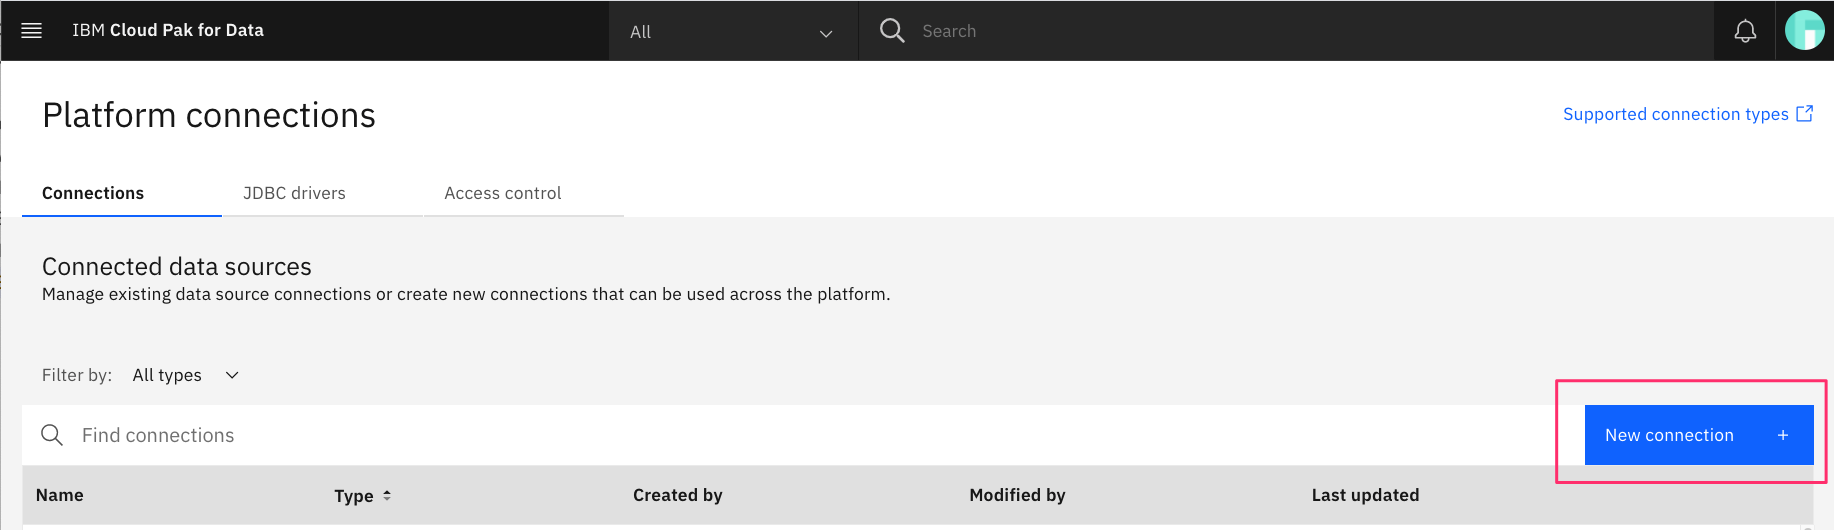 IBM Cloud Pak for Data
All
Search
Platform connections
Supported connection types
Connections
JDBC drivers
Access control
Connected data sources
Manage existing data source connections or create new connections that can be used across the platform.
Filter by: All types
Find connections
New connection +
Name Type Created by Modified by Last updated